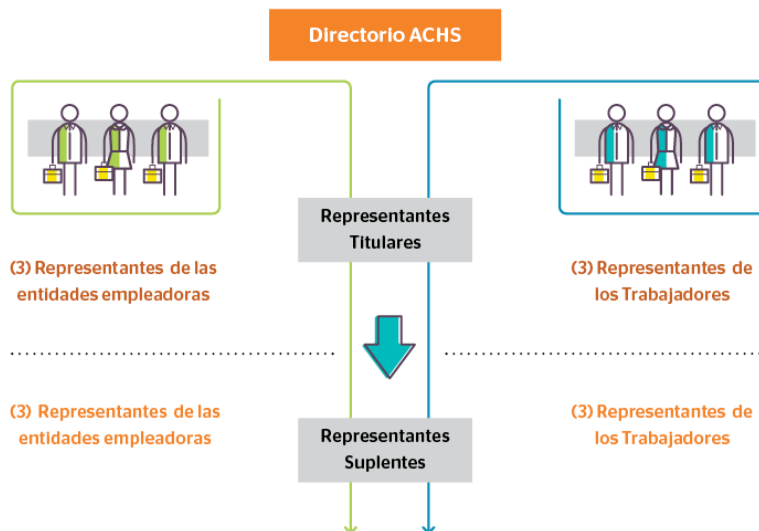 Directorio ACHS
Representantes
Titulares
(3) Representantes de las
entidades empleadoras
(3) Representantes de
los Trabajadores
(3) Representantes de las
entidades empleadoras
Representantes
Suplentes
(3) Representantes de
los Trabajadores